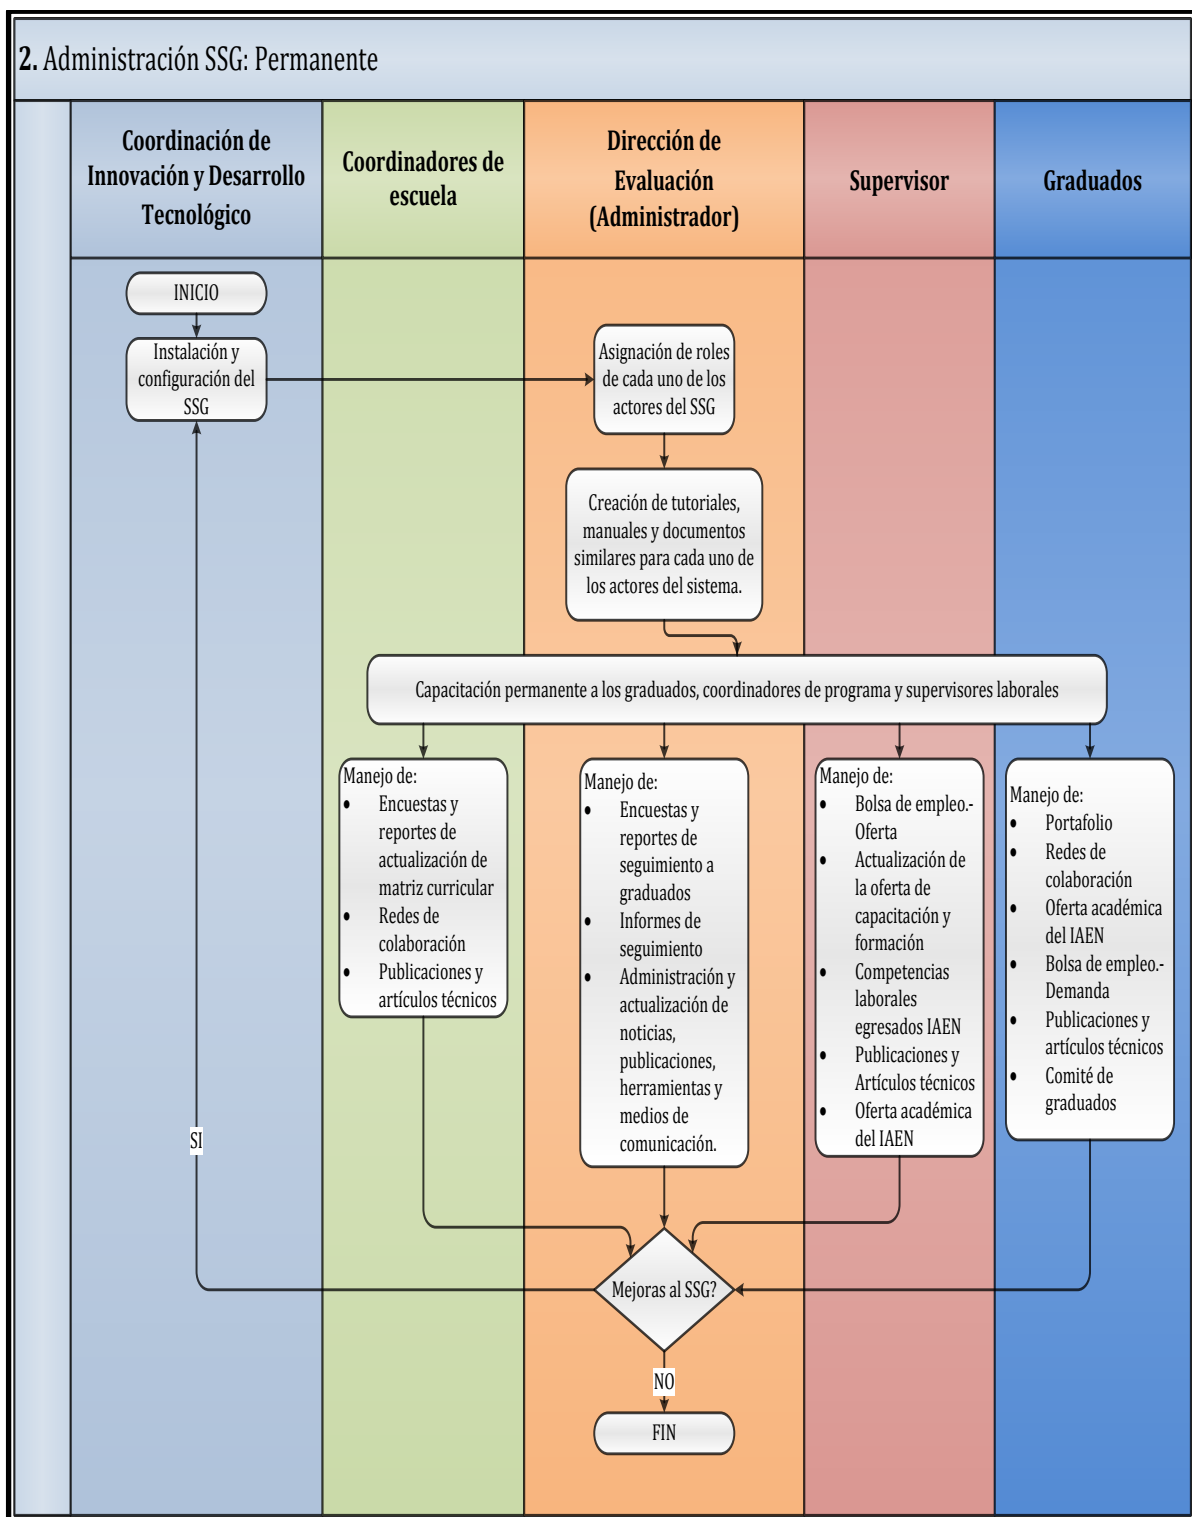 2. Administración SSG: Permanente
Coordinación de
Innovación y Desarrollo
Tecnológico
Coordinadores de
escuela
Dirección de
Evaluación
(Administrador)
Supervisor
Graduados
INICIO
Instalación y
configuración del
SSG
Asignación de roles
de cada uno de los
actores del SSG
Creación de tutoriales,
manuales y documentos
similares para cada uno de
los actores del sistema.
Capacitación permanente a los graduados, coordinadores de programa y supervisores laborales
Manejo de:
• Encuestas y
reportes de
actualización de
matriz curricular
• Redes de
colaboración
• Publicaciones y
artículos técnicos
Manejo de:
• Encuestas y
reportes de
seguimiento a
graduados
• Informes de
seguimiento
• Administración y
actualización de
noticias,
publicaciones,
herramientas y
medios de
comunicación.
Manejo de:
• Bolsa de empleo.-
Oferta
• Actualización de
la oferta de
capacitación y
formación
• Competencias
laborales
egresados IAEN
• Publicaciones y
Artículos técnicos
• Oferta académica
del IAEN
Manejo de:
• Portafolio
• Redes de
colaboración
• Oferta académica
del IAEN
• Bolsa de empleo.-
Demanda
• Publicaciones y
artículos técnicos
• Comité de
graduados
SI
Mejoras al SSG?
NO
FIN